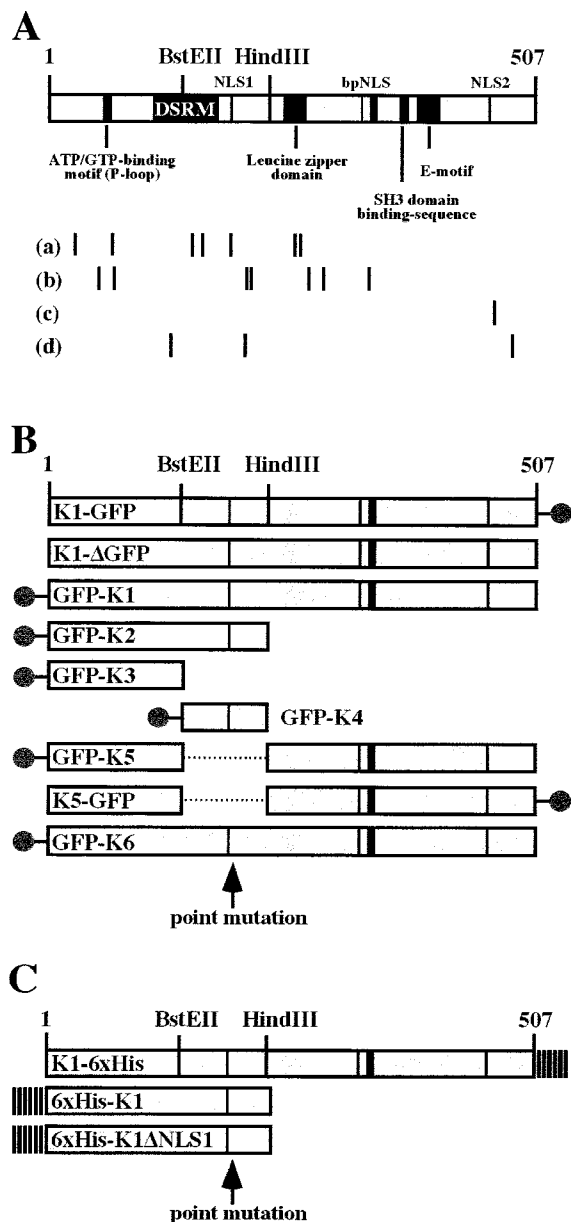 A
1 BstEII HindIII 507
NLS1 bpNLS NLS2
DSRM
ATP/GTP-binding
motif (P-loop)
Leucine zipper
domain
E-motif
SH3 domain
binding-sequence
(a)
(b)
(c)
(d)
B
1 BstEII HindIII 507
K1-GFP
K1-ΔGFP
GFP-K1
GFP-K2
GFP-K3
GFP-K4
GFP-K5
K5-GFP
GFP-K6
point mutation
C
1 BstEII HindIII 507
K1-6xHis
6xHis-K1
6xHis-K1ΔNLS1
point mutation